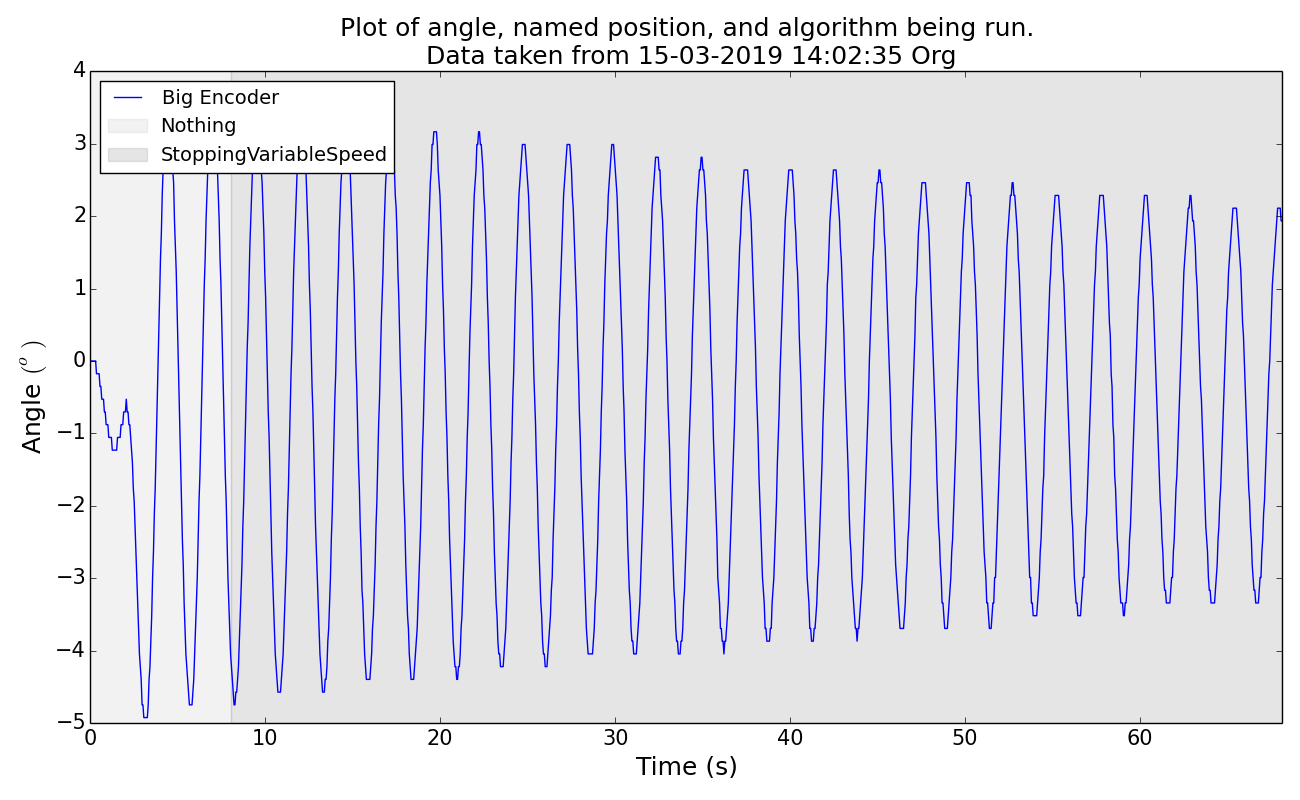 Plot of angle, named position, and algorithm being run.
Data taken from 15-03-2019 14:02:35 Org
Big Encoder
Nothing
StoppingVariableSpeed
4
3
2
1
0
−1
−2
−3
−4
−5
Angle (o)
0 10 20 30 40 50 60
Time (s)